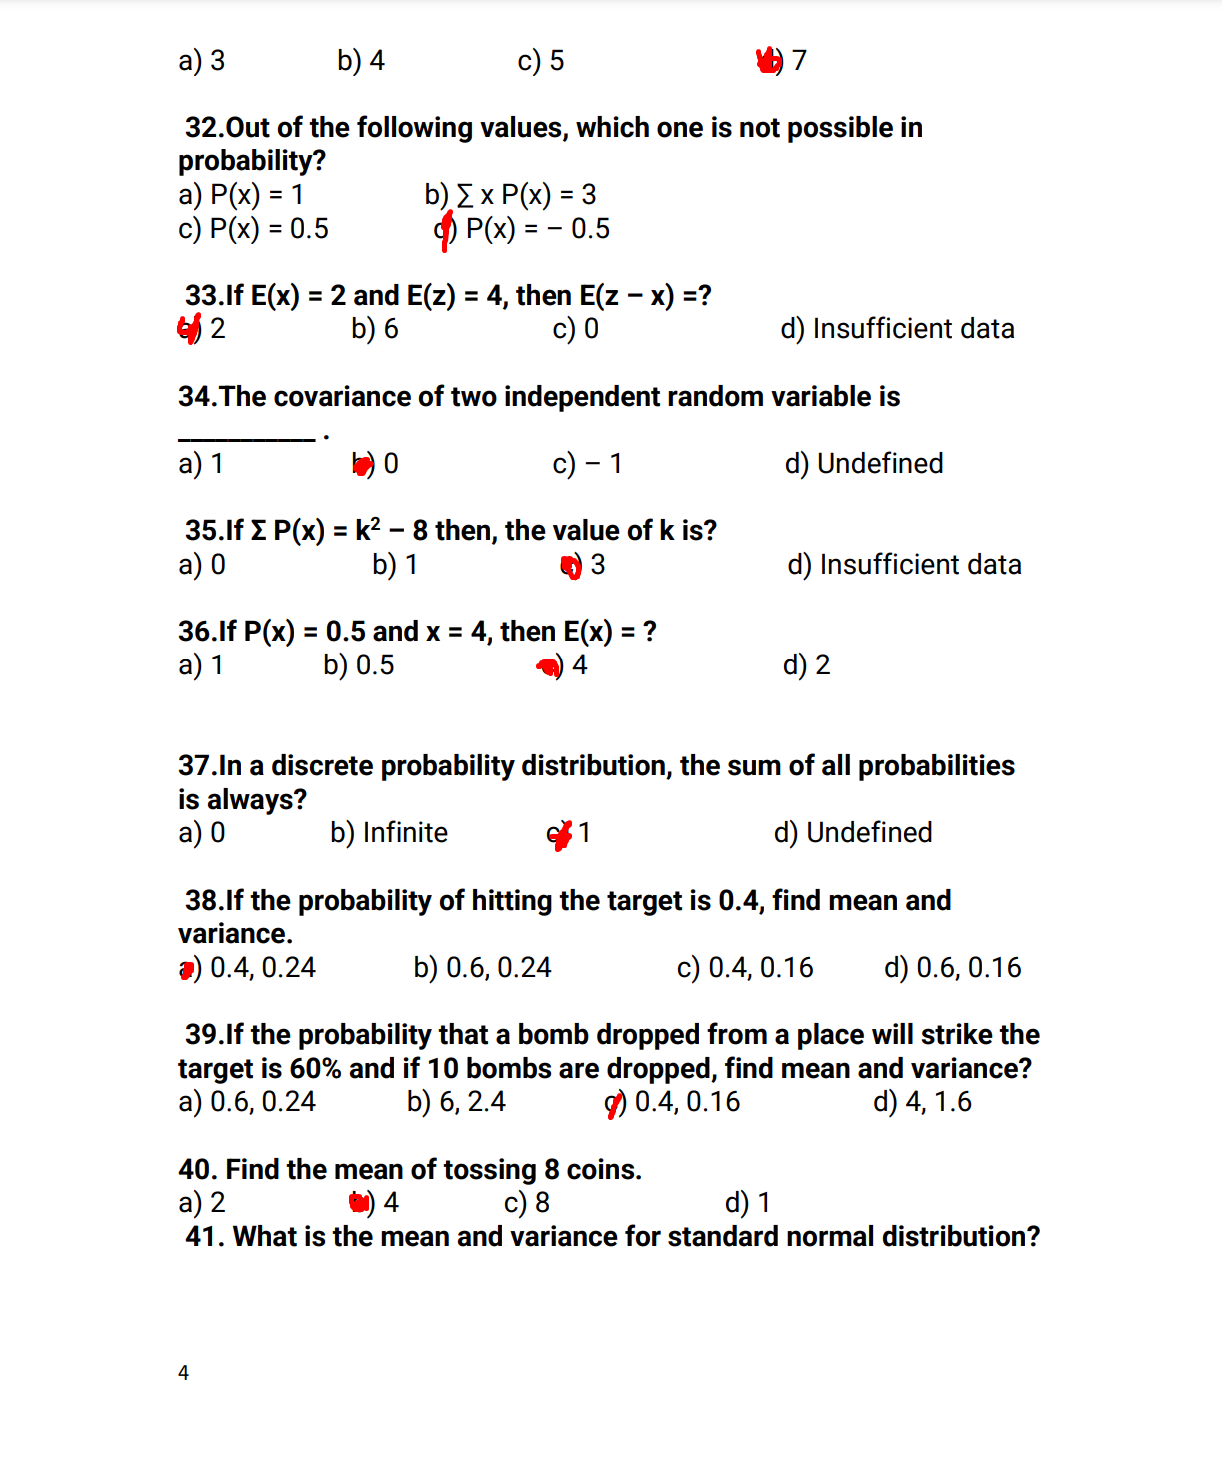 a) 3 b) 4 c) 5 d) 7
32.Out of the following values, which one is not possible in
probability?
a) P(x) = 1 b) ∑ x P(x) = 3
c) P(x) = 0.5 d) P(x) = – 0.5
33.If E(x) = 2 and E(z) = 4, then E(z – x) =?
a) 2 b) 6 c) 0 d) Insufficient data
34.The covariance of two independent random variable is
___________ .
a) 1 b) 0 c) – 1 d) Undefined
35.If Σ P(x) = k² – 8 then, the value of k is?
a) 0 b) 1 c) 3 d) Insufficient data
36.If P(x) = 0.5 and x = 4, then E(x) = ?
a) 1 b) 0.5 c) 4 d) 2
37.In a discrete probability distribution, the sum of all probabilities
is always?
a) 0 b) Infinite c) 1 d) Undefined
38.If the probability of hitting the target is 0.4, find mean and
variance.
a) 0.4, 0.24 b) 0.6, 0.24 c) 0.4, 0.16 d) 0.6, 0.16
39.If the probability that a bomb dropped from a place will strike the
target is 60% and if 10 bombs are dropped, find mean and variance?
a) 0.6, 0.24 b) 6, 2.4 c) 0.4, 0.16 d) 4, 1.6
40. Find the mean of tossing 8 coins.
a) 2 b) 4 c) 8 d) 1
41. What is the mean and variance for standard normal distribution?
4